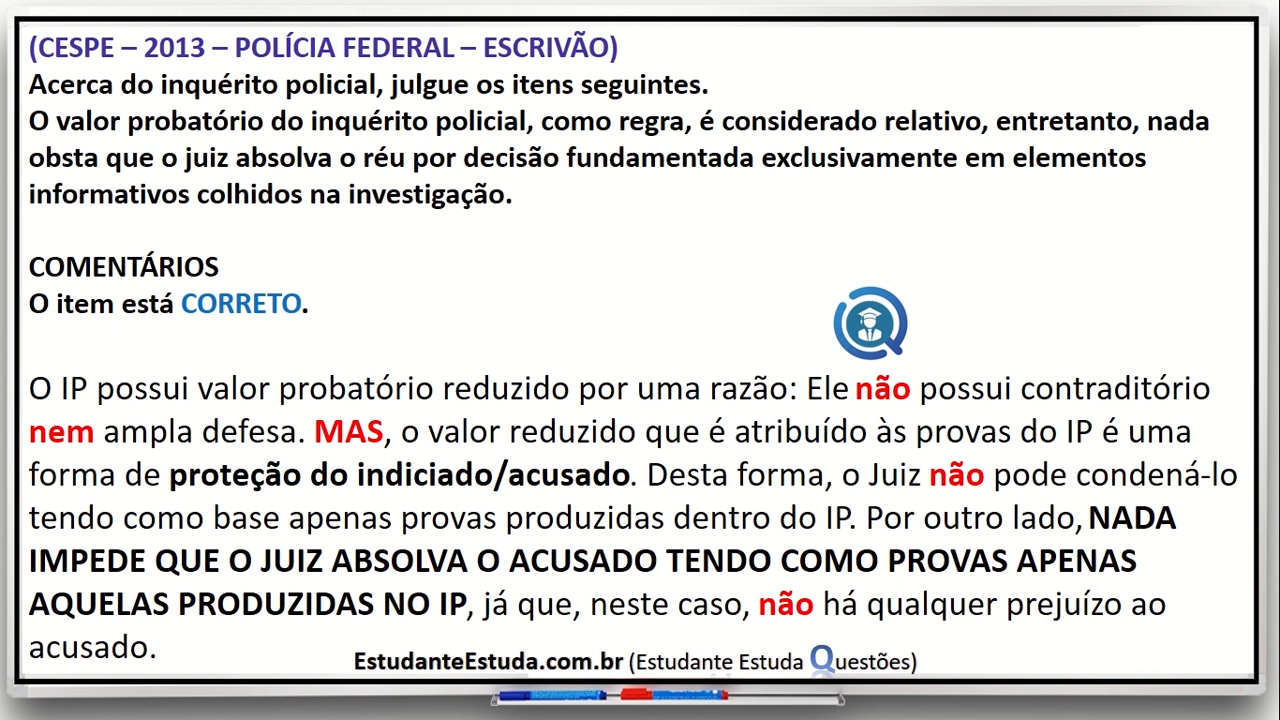 (CESPE – 2013 – POLÍCIA FEDERAL – ESCRIVÃO)
Acerca do inquérito policial, julgue os itens seguintes.
O valor probatório do inquérito policial, como regra, é considerado relativo, entretanto, nada
obsta que o juiz absolva o réu por decisão fundamentada exclusivamente em elementos
informativos colhidos na investigação.
COMENTÁRIOS
O item está CORRETO.
O IP possui valor probatório reduzido por uma razão: Ele não possui contraditório
nem ampla defesa. MAS, o valor reduzido que é atribuído às provas do IP é uma
forma de proteção do indiciado/acusado. Desta forma, o Juiz não pode condená-lo
tendo como base apenas provas produzidas dentro do IP. Por outro lado, NADA
IMPEDE QUE O JUIZ ABSOLVA O ACUSADO TENDO COMO PROVAS APENAS
AQUELAS PRODUZIDAS NO IP, já que, neste caso, não há qualquer prejuízo ao
acusado.
EstudanteEstuda.com.br (Estudante Estuda Questões)